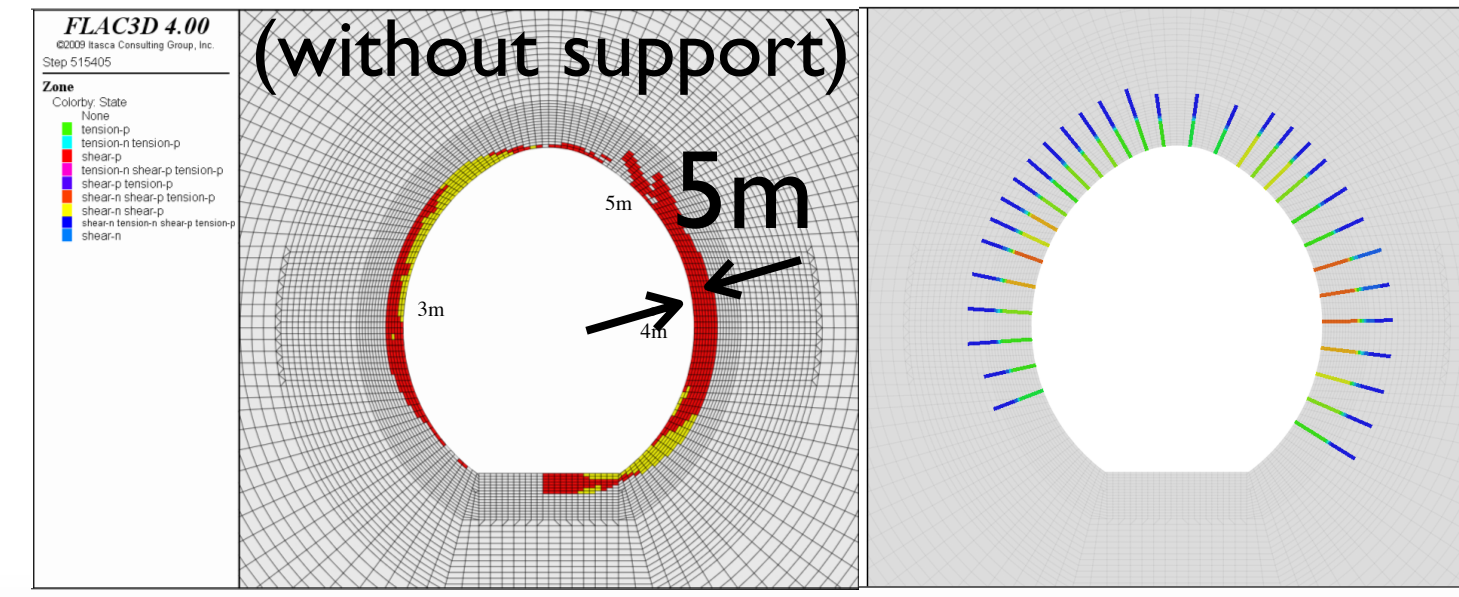 FLAC3D 4.00
©2009 Itasca Consulting Group, Inc.
Step 515405
Zone
Colorby: State
None
tension-p
tension-n tension-p
shear-p
tension-n shear-p tension-p
shear-p tension-p
shear-n shear-p tension-p
shear-n shear-p
shear-n tension-n shear-p tension-p
shear-n
(without support)
5m
5m
3m
4m